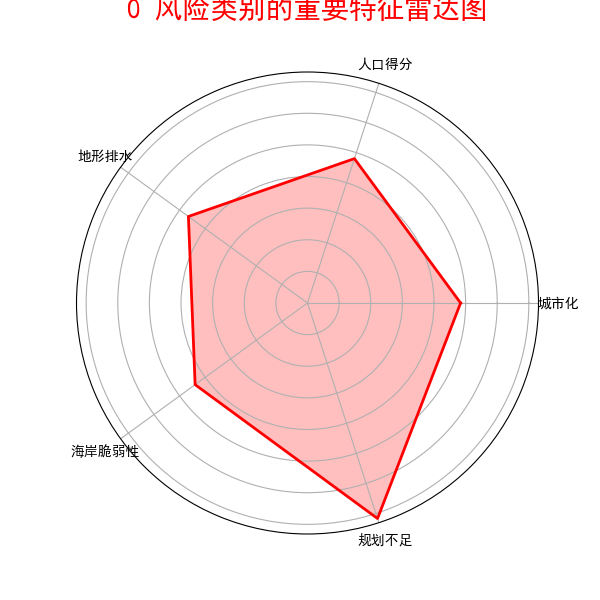 0 风险类别的重要特征雷达图
人口得分
地形排水
城市化
海岸脆弱性
规划不足